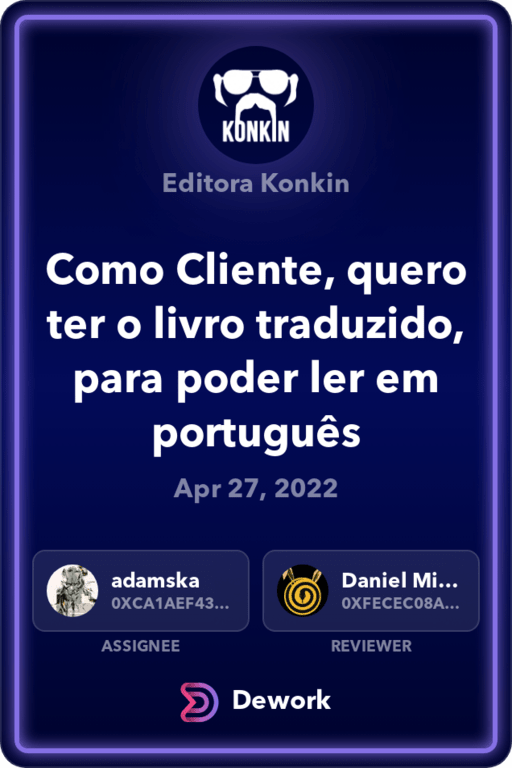 KONKIN
Editora Konkin
Como Cliente, quero
ter o livro traduzido,
para poder ler em
português
Apr 27, 2022
adamska
0XCA1AEF43...
ASSIGNEE
Daniel Mi...
0XFECEC08A...
REVIEWER
Dework